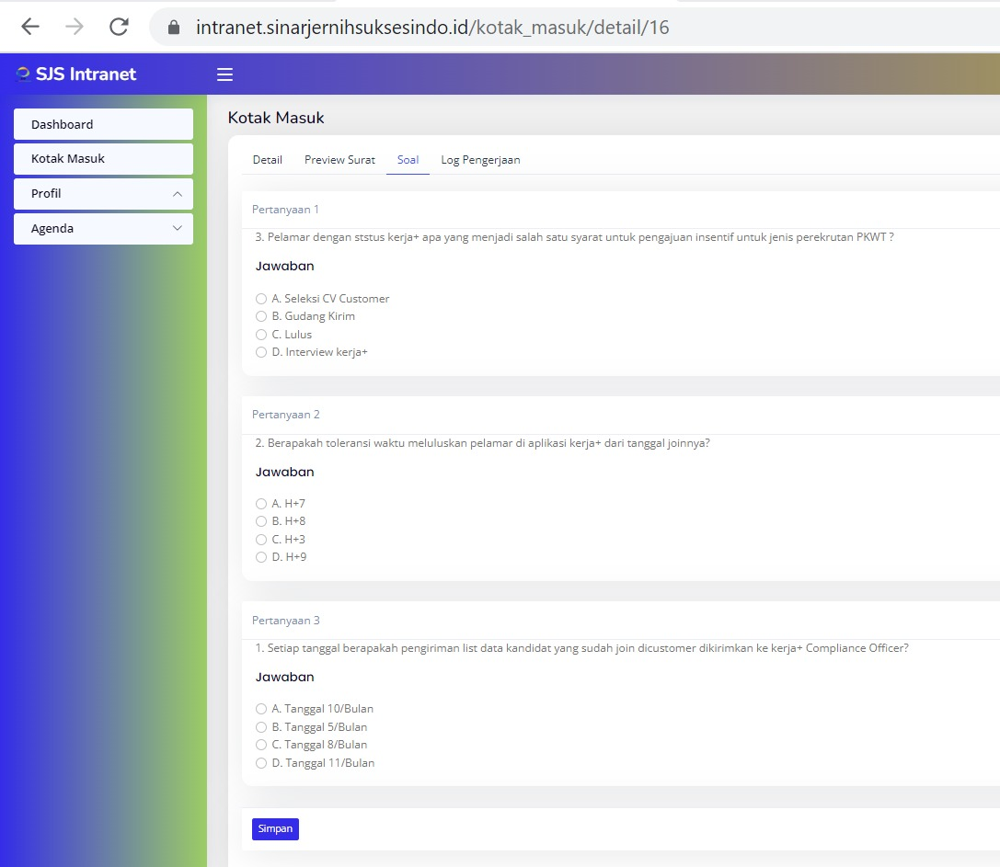 intranet.sinarjernihsuksesindo.id/kotak_masuk/detail/16
SJS Intranet
Dashboard
Kotak Masuk
Profil
Agenda
Kotak Masuk
Detail Preview Surat Soal Log Pengerjaan
Pertanyaan 1
3. Pelamar dengan ststus kerja+ apa yang menjadi salah satu syarat untuk pengajuan insentif untuk jenis perekrutan PKWT ?
Jawaban
A. Seleksi CV Customer
B. Gudang Kirim
C. Lulus
D. Interview kerja+
Pertanyaan 2
2. Berapakah toleransi waktu meluluskan pelamar di aplikasi kerja+ dari tanggal joinnya?
Jawaban
A. H+7
B. H+8
C. H+3
D. H+9
Pertanyaan 3
1. Setiap tanggal berapakah pengiriman list data kandidat yang sudah join dicustomer dikirimkan ke kerja+ Compliance Officer?
Jawaban
A. Tanggal 10/Bulan
B. Tanggal 5/Bulan
C. Tanggal 8/Bulan
D. Tanggal 11/Bulan
Simpan